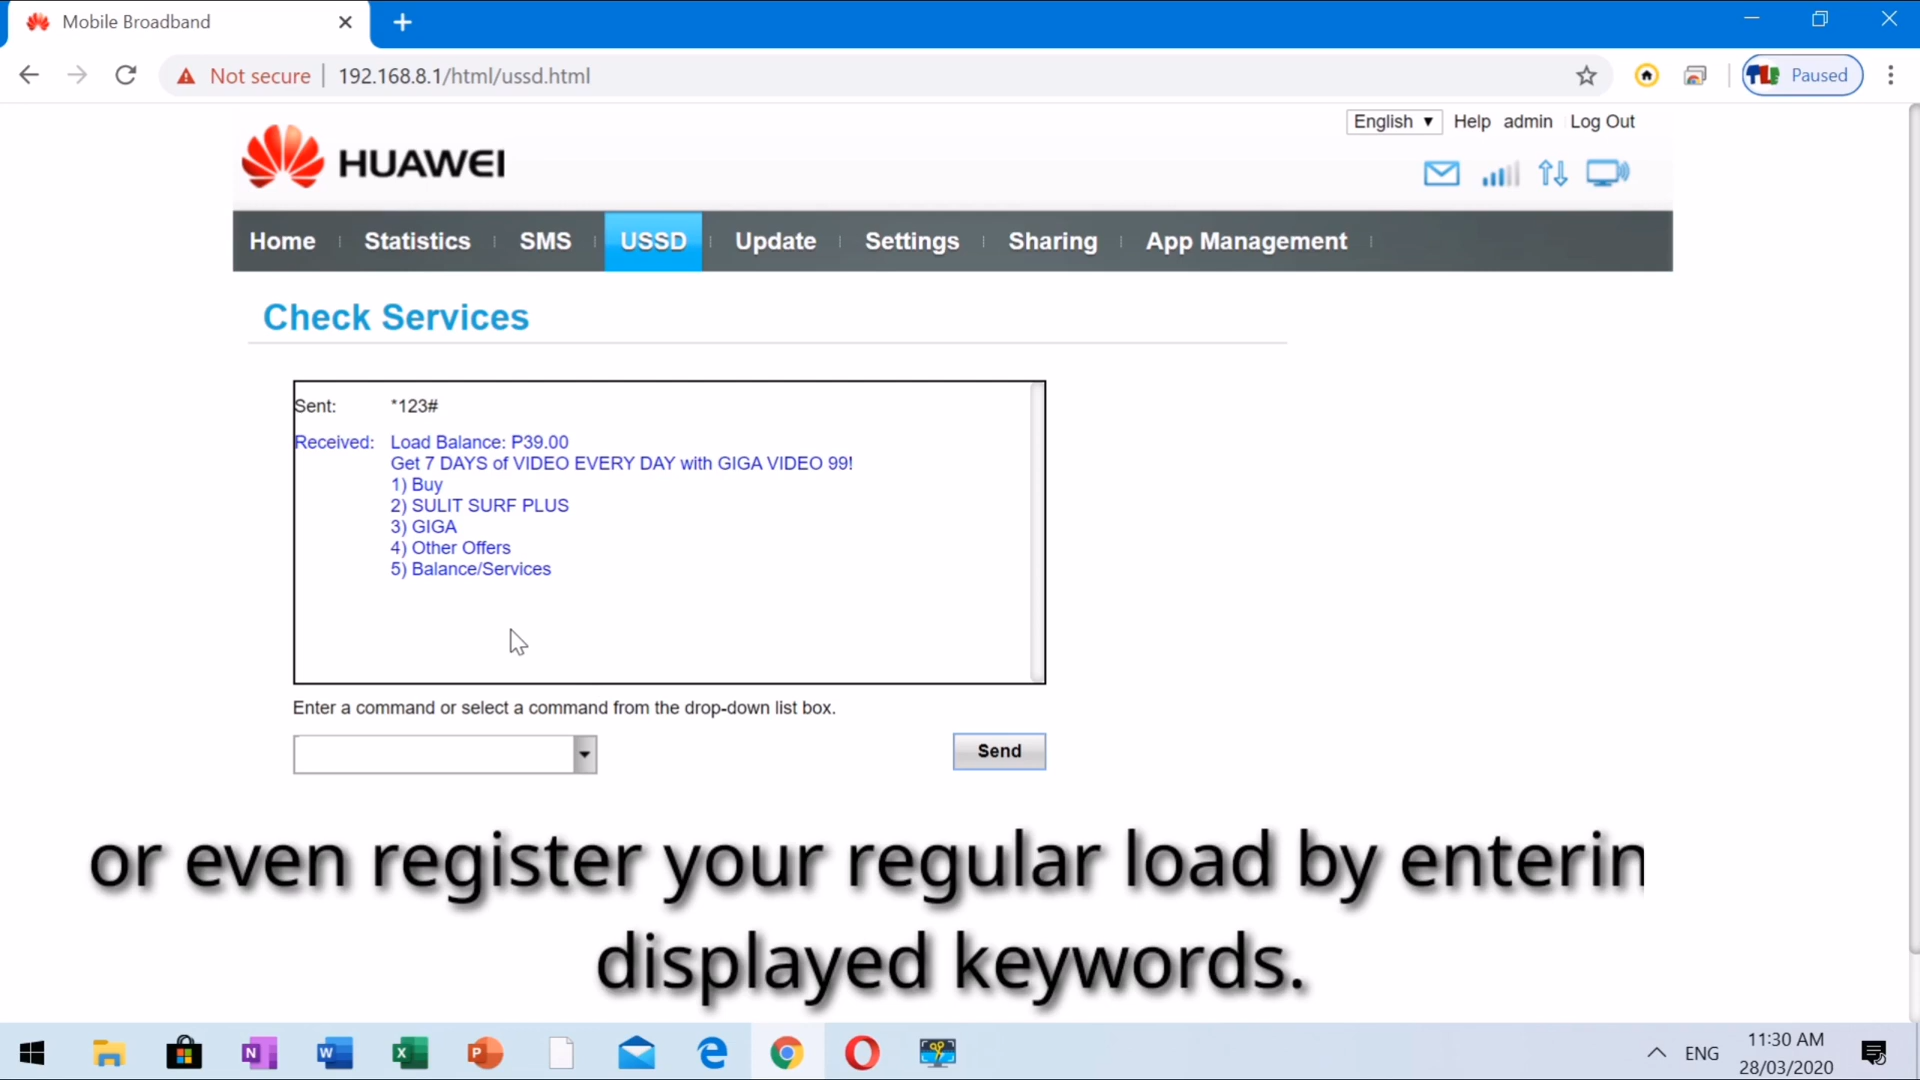 Mobile Broadband
Not secure
192.168.8.1/html/ussd.html
Paused
English Help admin Log Out
HUAWEI
Home Statistics SMS USSD Update Settings Sharing App Management
Check Services
Sent: *123#
Received: Load Balance: P39.00
Get 7 DAYS of VIDEO EVERY DAY with GIGA VIDEO 99!
1) Buy
2) SULIT SURF PLUS
3) GIGA
4) Other Offers
5) Balance/Services
Enter a command or select a command from the drop-down list box.
Send
or even register your regular load by enterin
displayed keywords.
ENG
11:30 AM
28/03/2020